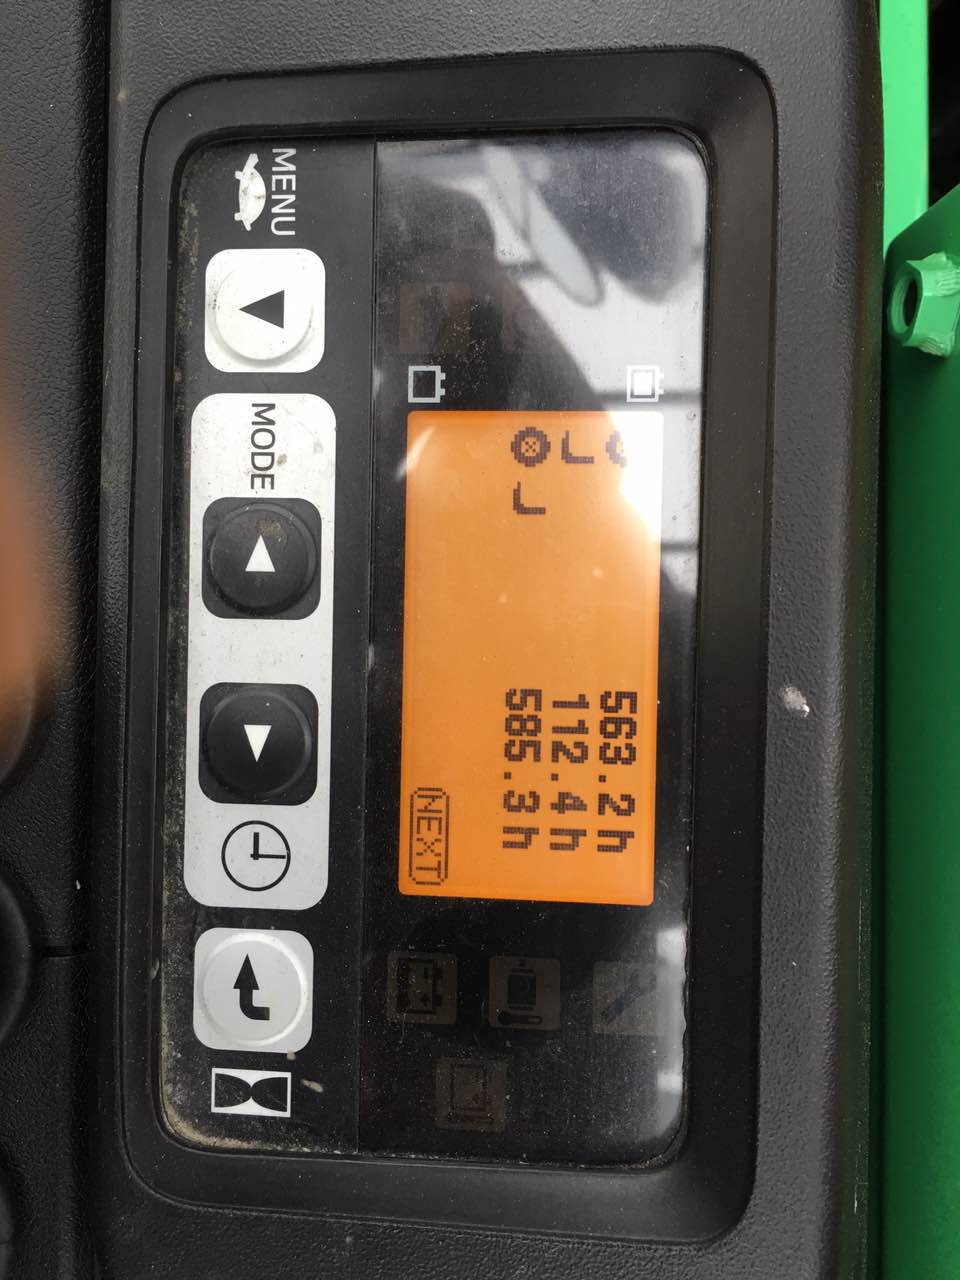 563.2h
112.4h
585.3h
NEXT
MENU
MODE